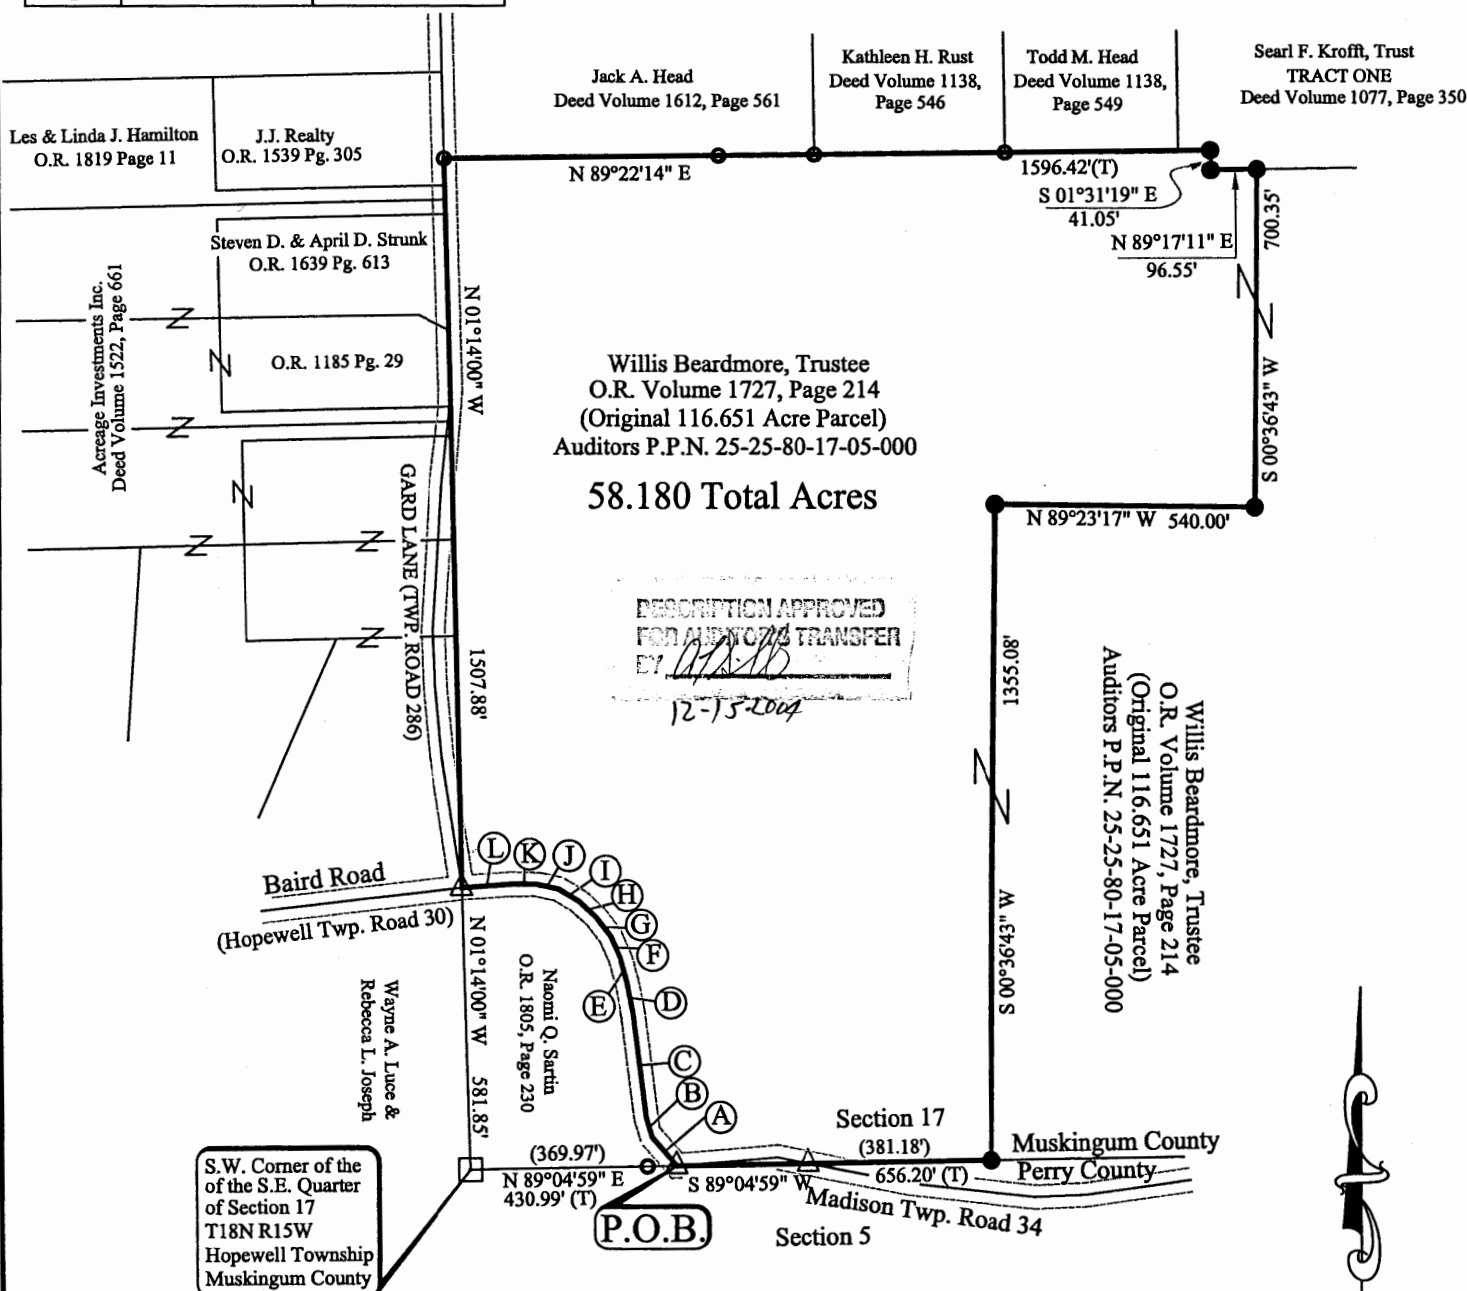 Jack A. Head
Deed Volume 1612, Page 561
Kathleen H. Rust
Deed Volume 1138,
Page 546
Todd M. Head
Deed Volume 1138,
Page 549
Searl F. Krofft, Trust
TRACT ONE
Deed Volume 1077, Page 350
Les & Linda J. Hamilton
O.R. 1819 Page 11
J.J. Realty
O.R. 1539 Pg. 305
N 89°22'14" E
1596.42'(T)
S 01°31'19" E
41.05'
N 89°17'11" E
96.55'
700.35'
S 00°36'43" W
Steven D. & April D. Strunk
O.R. 1639 Pg. 613
Acreage Investments Inc.
Deed Volume 1522, Page 661
O.R. 1185 Pg. 29
N 01°14'00" W
1507.88'
GARD LANE (TWP. ROAD 286)
Willis Beardmore, Trustee
O.R. Volume 1727, Page 214
(Original 116.651 Acre Parcel)
Auditors P.P.N. 25-25-80-17-05-000
58.180 Total Acres
N 89°23'17" W 540.00'
DESCRIPTION APPROVED
FOR AUDITOR'S TRANSFER
BY
12-15-2004
1355.08'
S 00°36'43" W
Willis Beardmore, Trustee
O.R. Volume 1727, Page 214
(Original 116.651 Acre Parcel)
Auditors P.P.N. 25-25-80-17-05-000
Baird Road
(Hopewell Twp. Road 30)
L
K
J
I
H
G
F
E
D
C
B
A
N 01°14'00" W 581.85'
Wayne A. Luce &
Rebecca L. Joseph
Naomi Q. Sartin
O.R. 1805, Page 230
(369.97')
N 89°04'59" E
430.99' (T)
P.O.B.
S 89°04'59" W
Section 17
(381.18')
656.20' (T)
Muskingum County
Perry County
Madison Twp. Road 34
Section 5
S.W. Corner of the
of the S.E. Quarter
of Section 17
T18N R15W
Hopewell Township
Muskingum County